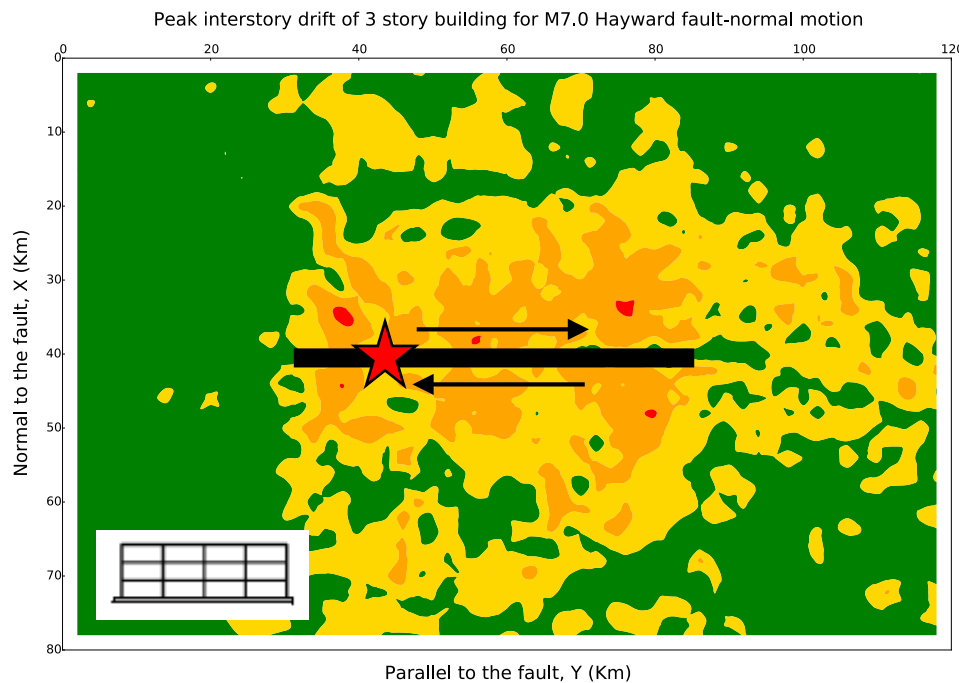 Peak interstory drift of 3 story building for M7.0 Hayward fault-normal motion
0 20 40 60 80 100 120
0
10
20
30
40
50
60
70
80
Normal to the fault, X (Km)
Parallel to the fault, Y (Km)